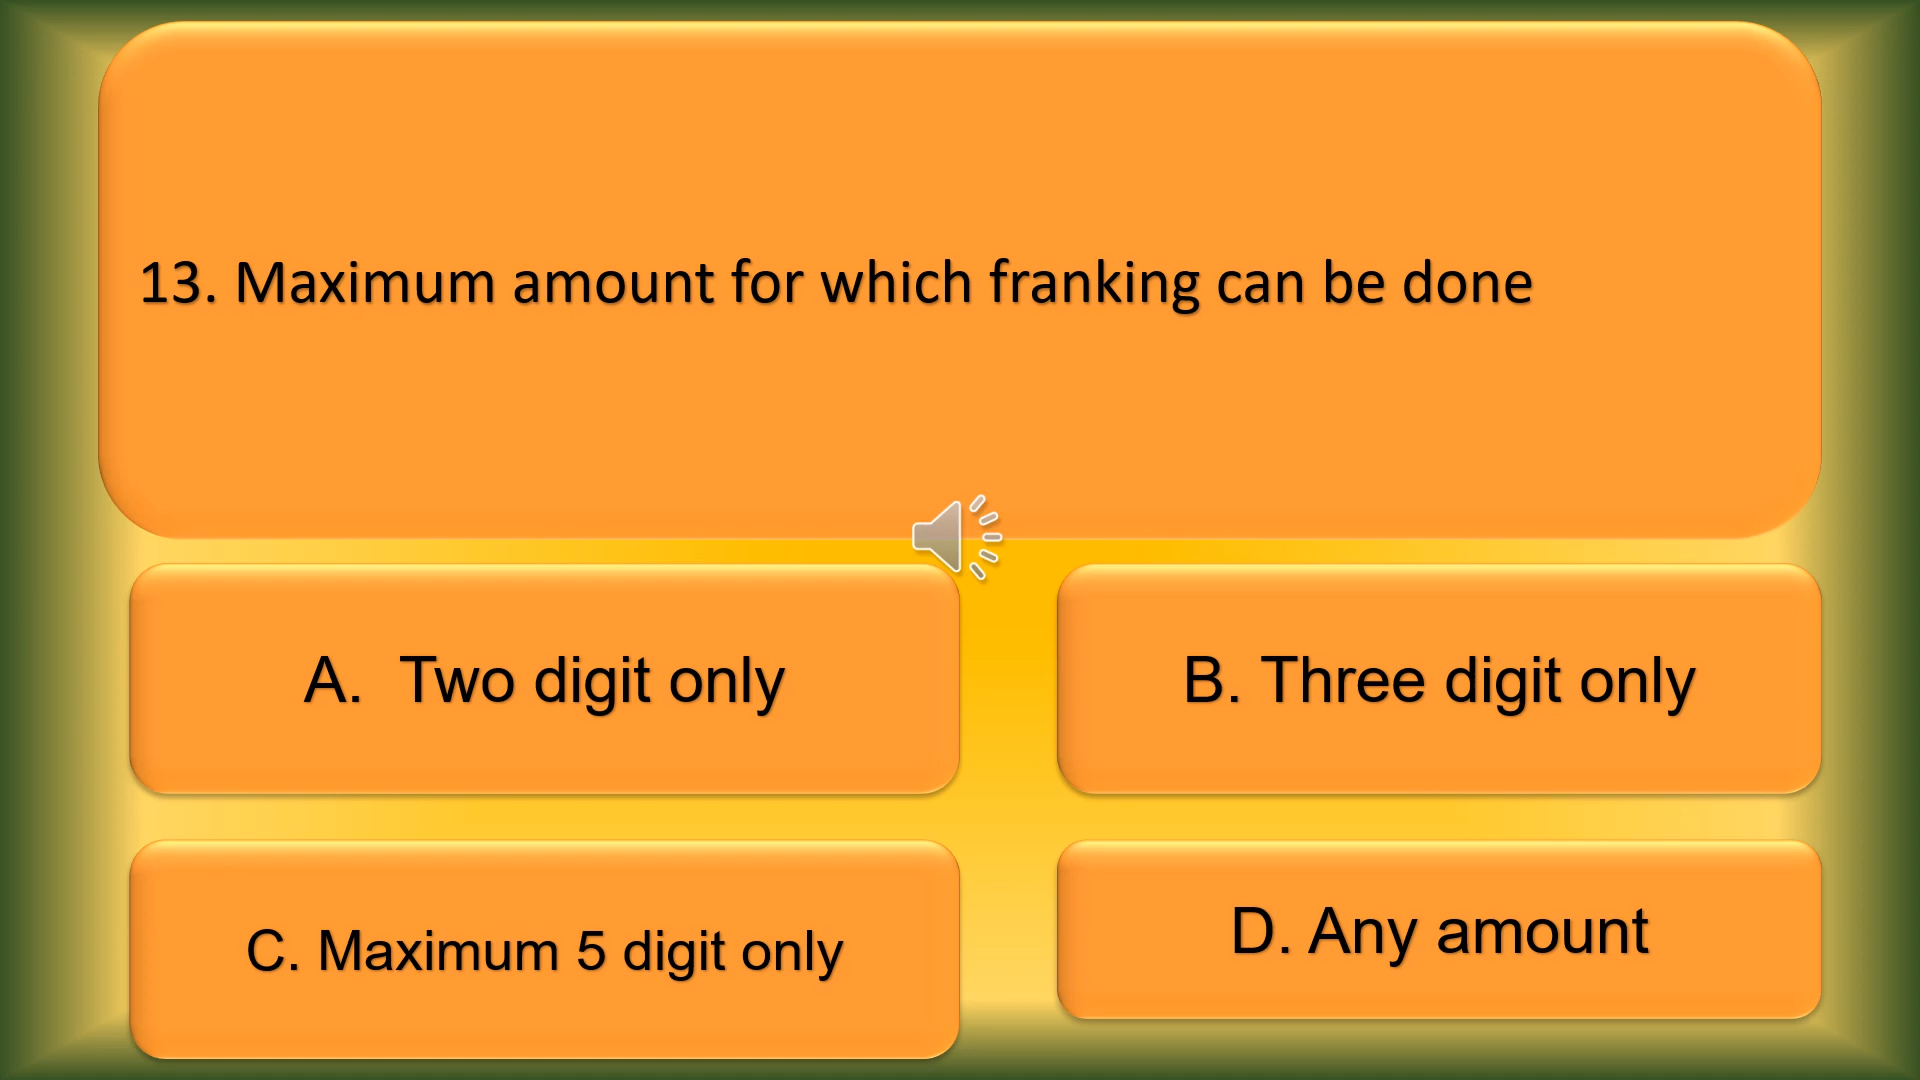 13. Maximum amount for which franking can be done
A. Two digit only
B. Three digit only
C. Maximum 5 digit only
D. Any amount